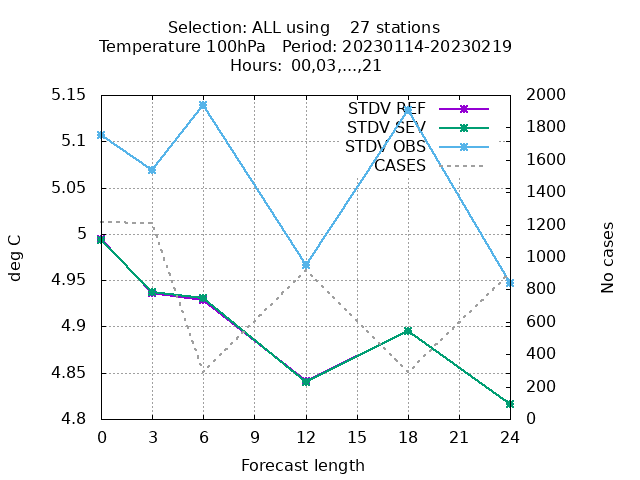 Selection: ALL using    27 stations
Temperature 100hPa   Period: 20230114-20230219
Hours:  00,03,...,21
5.15
5.1
5.05
5
4.95
4.9
4.85
4.8
deg C
STDV REF
STDV SEV
STDV OBS
CASES
2000
1800
1600
1400
1200
1000
800
600
400
200
0
No cases
0 3 6 9 12 15 18 21 24
Forecast length